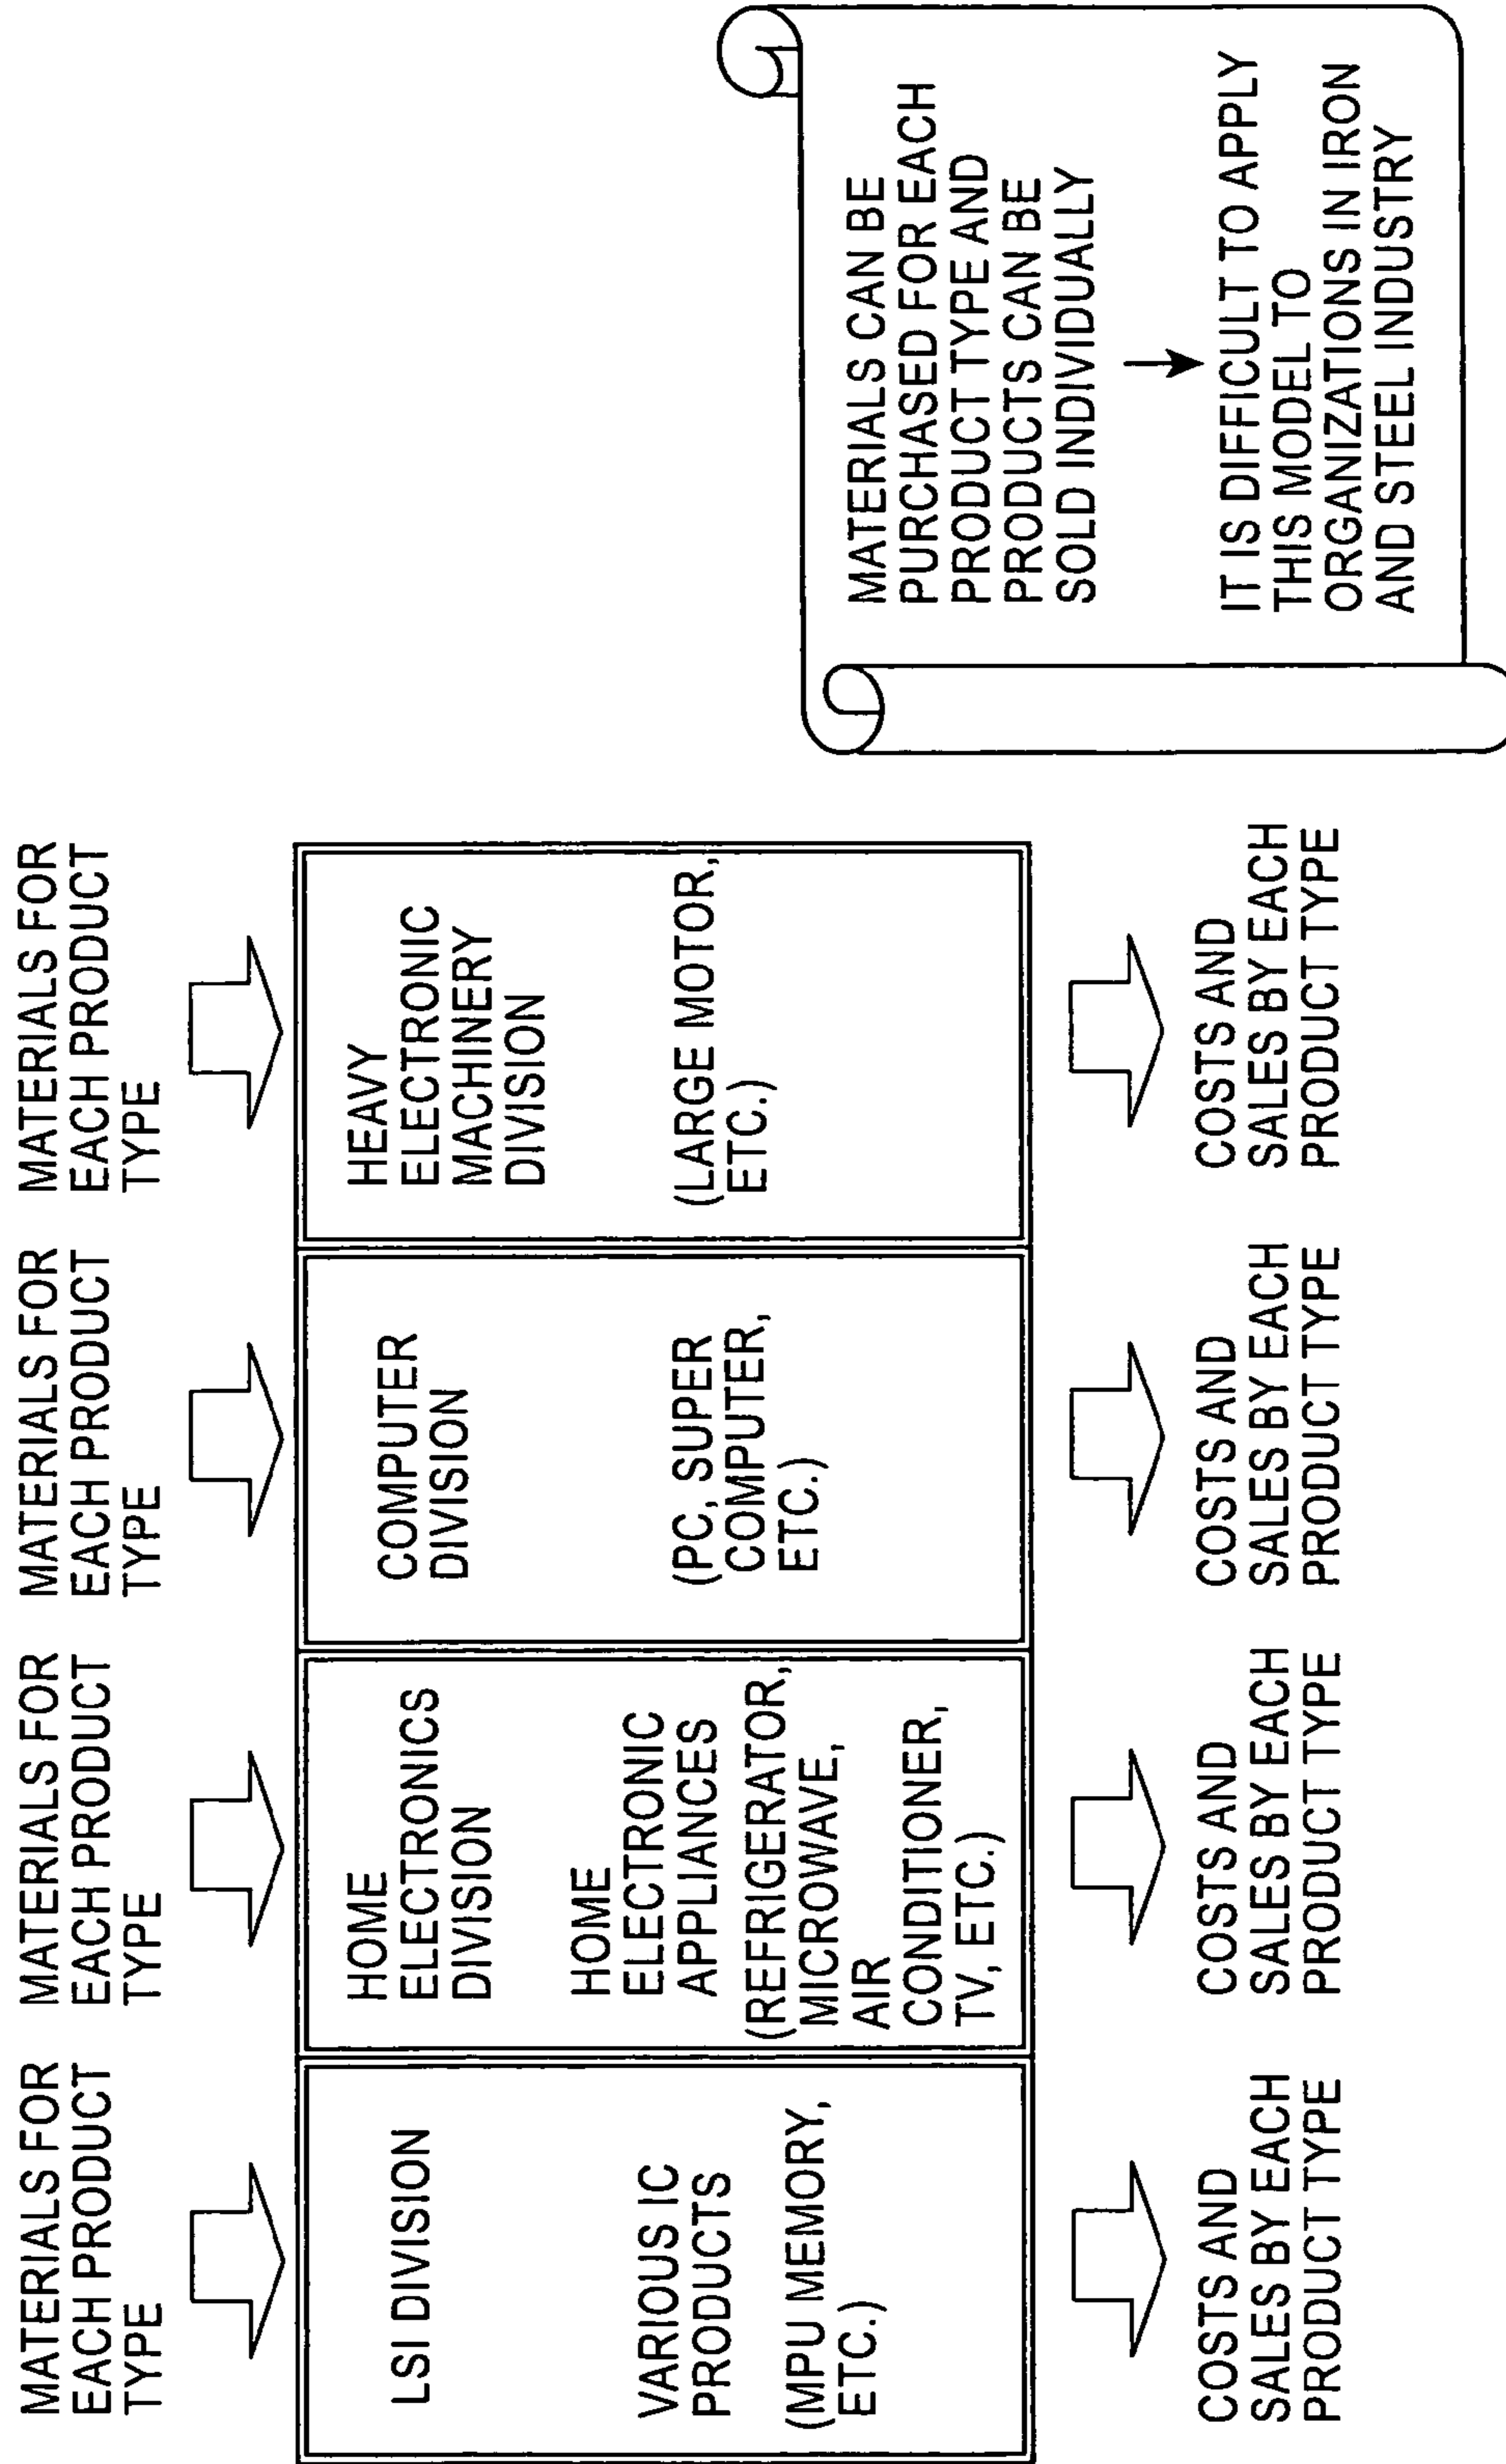 MATERIALS FOR
EACH PRODUCT
TYPE
MATERIALS FOR
EACH PRODUCT
TYPE
MATERIALS FOR
EACH PRODUCT
TYPE
MATERIALS FOR
EACH PRODUCT
TYPE
LSI DIVISION
VARIOUS IC
PRODUCTS
(MPU MEMORY,
ETC.)
HOME
ELECTRONICS
DIVISION
HOME
ELECTRONIC
APPLIANCES
(REFRIGERATOR,
MICROWAVE,
AIR
CONDITIONER,
TV, ETC.)
COMPUTER
DIVISION
(PC, SUPER
COMPUTER,
ETC.)
HEAVY
ELECTRONIC
MACHINERY
DIVISION
(LARGE MOTOR,
ETC.)
COSTS AND
SALES BY EACH
PRODUCT TYPE
COSTS AND
SALES BY EACH
PRODUCT TYPE
COSTS AND
SALES BY EACH
PRODUCT TYPE
COSTS AND
SALES BY EACH
PRODUCT TYPE
MATERIALS CAN BE
PURCHASED FOR EACH
PRODUCT TYPE AND
PRODUCTS CAN BE
SOLD INDIVIDUALLY
IT IS DIFFICULT TO APPLY
THIS MODEL TO
ORGANIZATIONS IN IRON
AND STEEL INDUSTRY